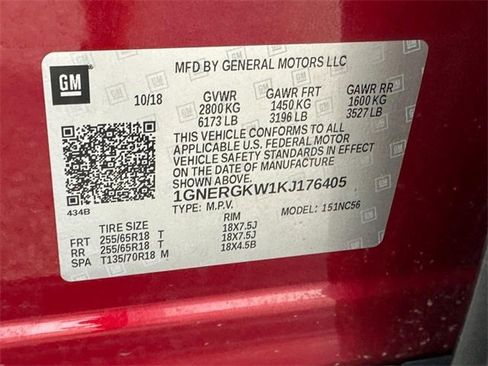 MFD BY GENERAL MOTORS LLC
GM
10/18 GVWR GAWR FRT GAWR RR
2800 KG 1450 KG 1600 KG
6173 LB 3196 LB 3527 LB
THIS VEHICLE CONFORMS TO ALL
APPLICABLE U.S. FEDERAL MOTOR
VEHICLE SAFETY STANDARDS IN EFFECT
ON THE DATE OF MANUFACTURE
1GNERGKW1KJ176405
434B TYPE: M.P.V. MODEL: 151NC56
TIRE SIZE RIM
FRT 255/65R18 T 18X7.5J
RR 255/65R18 T 18X7.5J
SPA T135/70R18 M 18X4.5B